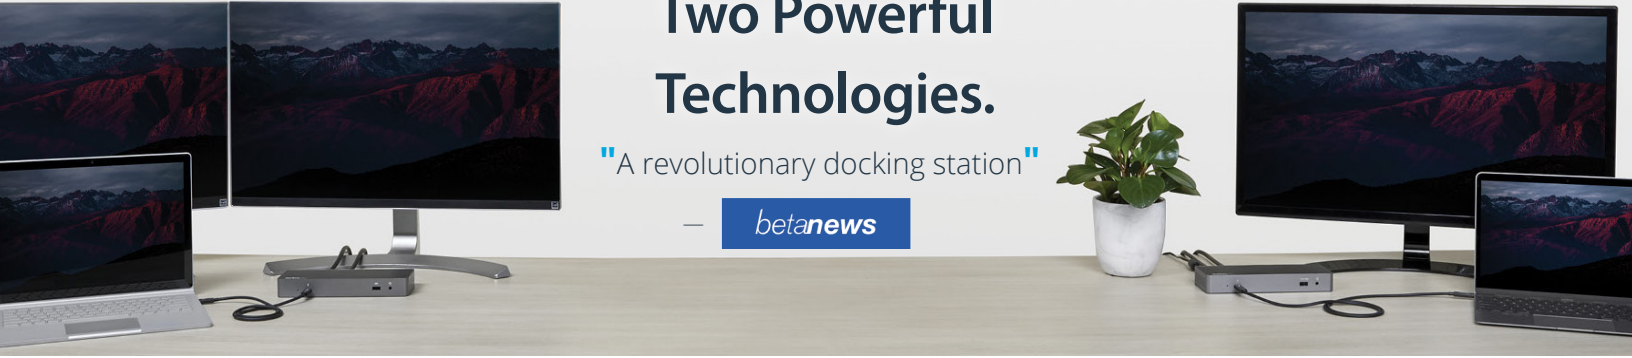 Two Powerful
Technologies.
"A revolutionary docking station"
— betanews